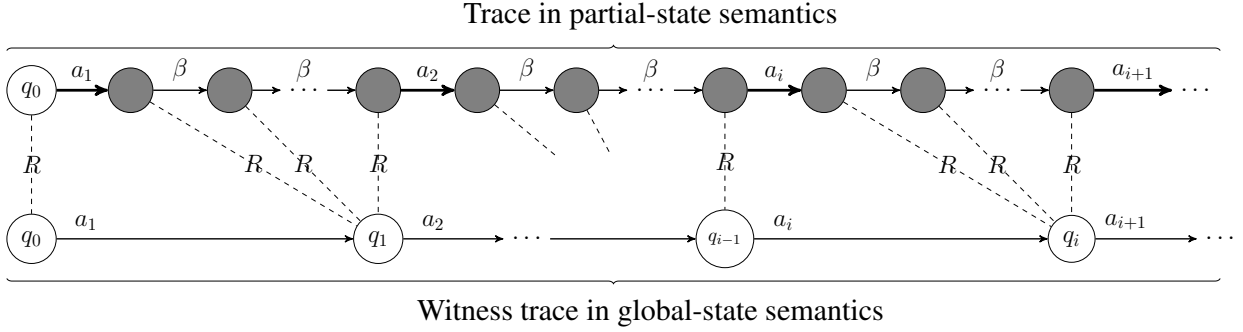 Trace in partial-state semantics
a₁ β β a₂ β β aᵢ β β aᵢ₊₁
q₀ ··· ··· ··· ···
R R R R R R R R
a₁ a₂ aᵢ aᵢ₊₁
q₀ q₁ ··· qᵢ₋₁ qᵢ ···
Witness trace in global-state semantics